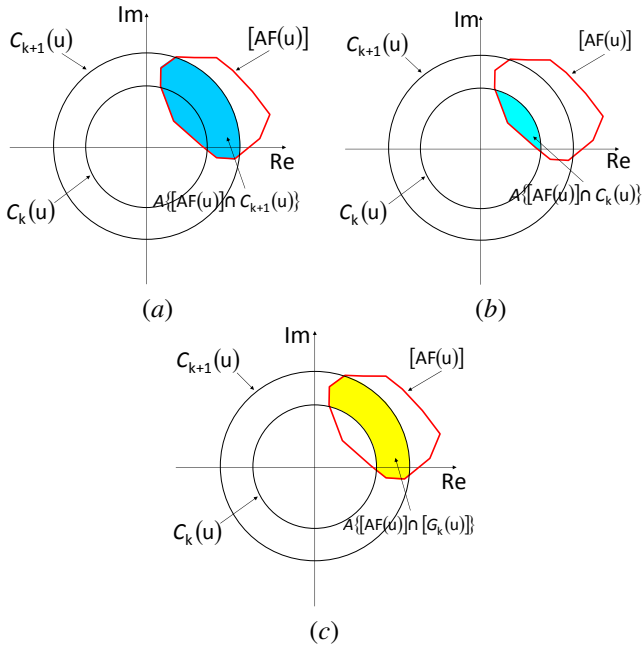 Im
C_{k+1}(u)
[AF(u)]
Re
C_k(u)
A{[AF(u)]∩ C_{k+1}(u)}
(a)
Im
C_{k+1}(u)
[AF(u)]
Re
C_k(u)
A{[AF(u)]∩ C_k(u)}
(b)
Im
C_{k+1}(u)
[AF(u)]
Re
C_k(u)
A{[AF(u)]∩ [G_k(u)]}
(c)